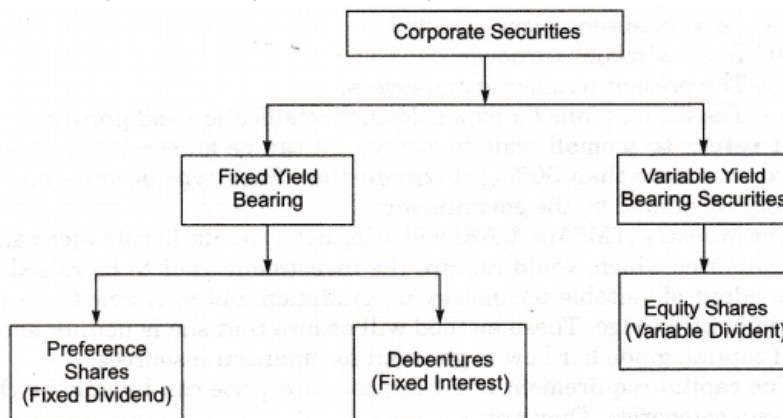 Corporate Securities
Fixed Yield
Bearing
Variable Yield
Bearing Securities
Preference
Shares
(Fixed Dividend)
Debentures
(Fixed Interest)
Equity Shares
(Variable Divident)